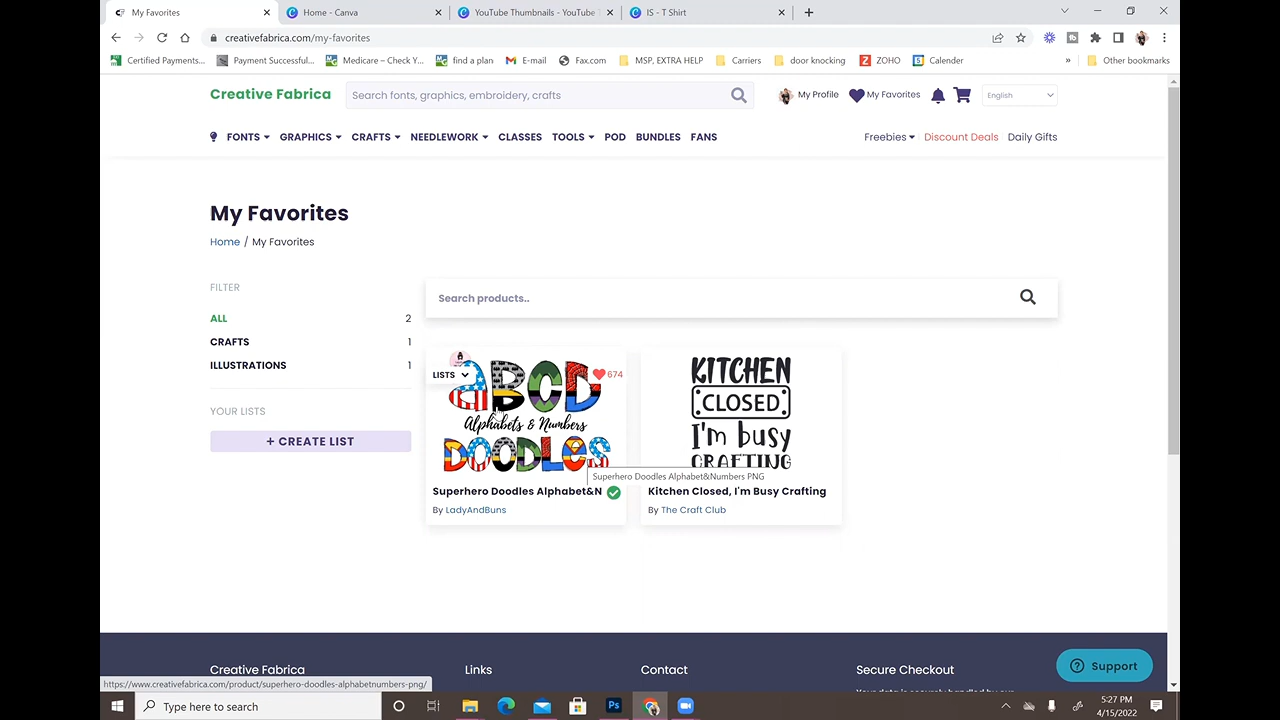 My Favorites
Home - Canva
YouTube Thumbnails - YouTube T
IS - T Shirt
creativefabrica.com/my-favorites
Certified Payments...
Payment Successful...
Medicare – Check Y...
find a plan
E-mail
Fax.com
MSP, EXTRA HELP
Carriers
door knocking
ZOHO
Calender
»
Other bookmarks
Creative Fabrica
Search fonts, graphics, embroidery, crafts
My Profile
My Favorites
English
FONTS
GRAPHICS
CRAFTS
NEEDLEWORK
CLASSES
TOOLS
POD
BUNDLES
FANS
Freebies
Discount Deals
Daily Gifts
My Favorites
Home / My Favorites
FILTER
ALL 2
CRAFTS 1
ILLUSTRATIONS 1
YOUR LISTS
+ CREATE LIST
Search products..
LISTS
674
aBCD
Alphabets & Numbers
DOODLES
Superhero Doodles Alphabet&Numbers PNG
Superhero Doodles Alphabet&N
By LadyAndBuns
KITCHEN
CLOSED
I'm busy
CRAFTING
Kitchen Closed, I'm Busy Crafting
By The Craft Club
Creative Fabrica
Links
Contact
Secure Checkout
Support
https://www.creativefabrica.com/product/superhero-doodles-alphabetnumbers-png/
Type here to search
Ps
5:27 PM
4/15/2022